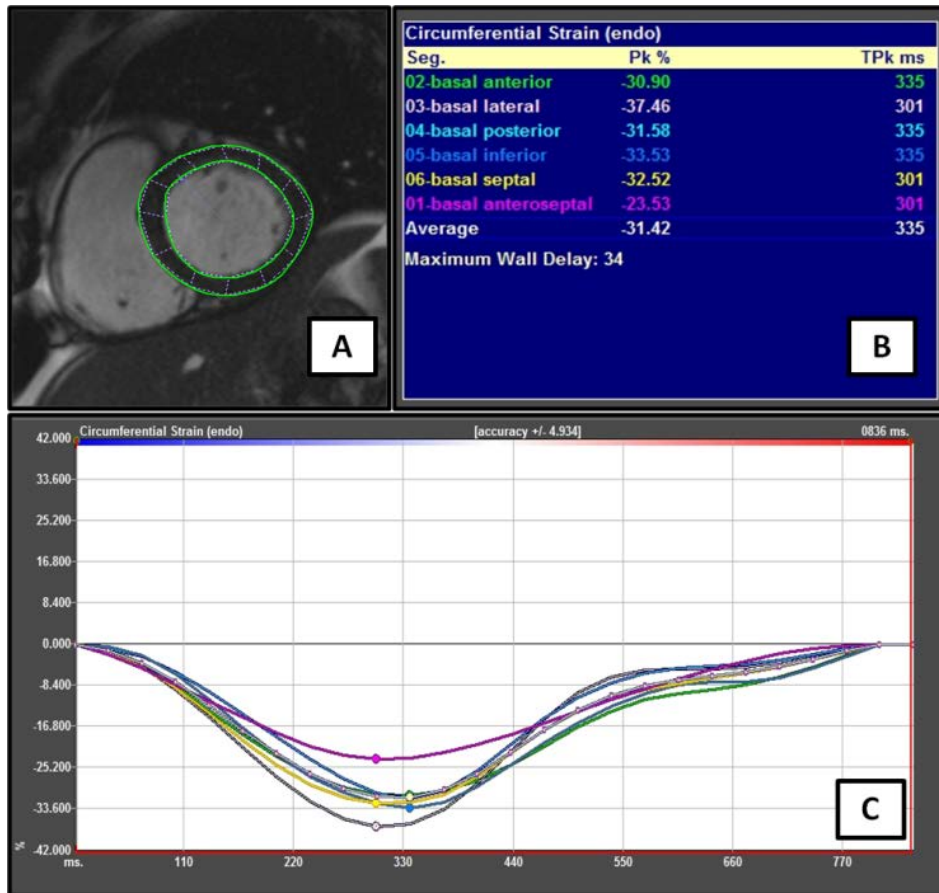 A
Circumferential Strain (endo)
Seg. Pk % TPk ms
02-basal anterior -30.90 335
03-basal lateral -37.46 301
04-basal posterior -31.58 335
05-basal inferior -33.53 335
06-basal septal -32.52 301
01-basal anteroseptal -23.53 301
Average -31.42 335
Maximum Wall Delay: 34
B
Circumferential Strain (endo) [accuracy +/- 4.934] 0836 ms.
42.000
33.600
25.200
16.800
8.400
0.000
-8.400
-16.800
-25.200
-33.600
-42.000
%
ms. 110 220 330 440 550 660 770
C